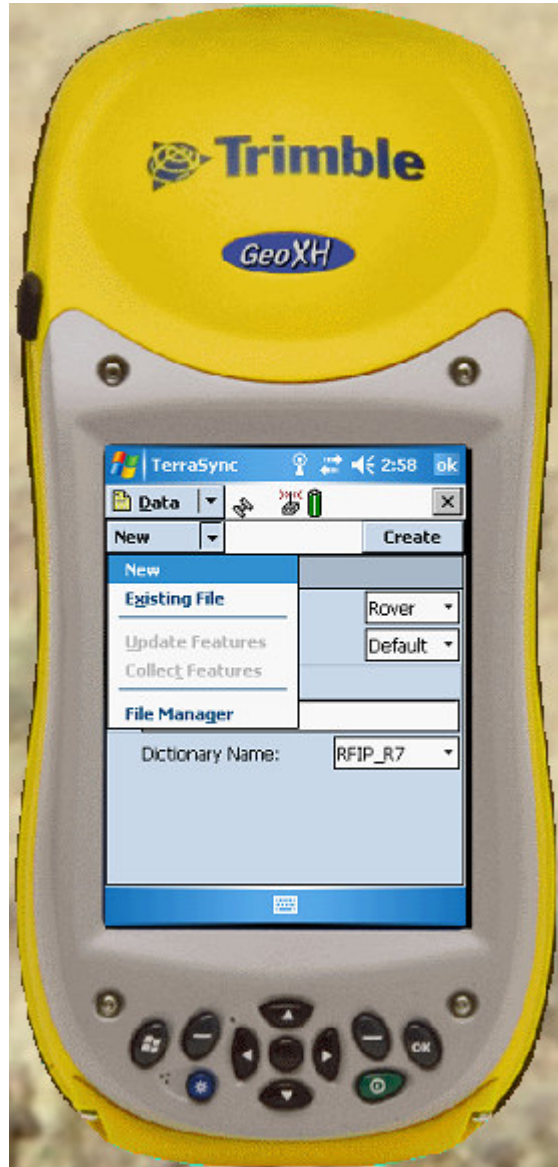 Trimble
GeoXH
TerraSync 2:58 ok
Data
New Create
New
Existing File
Rover
Update Features
Default
Collect Features
File Manager
Dictionary Name: RFIP_R7
OK